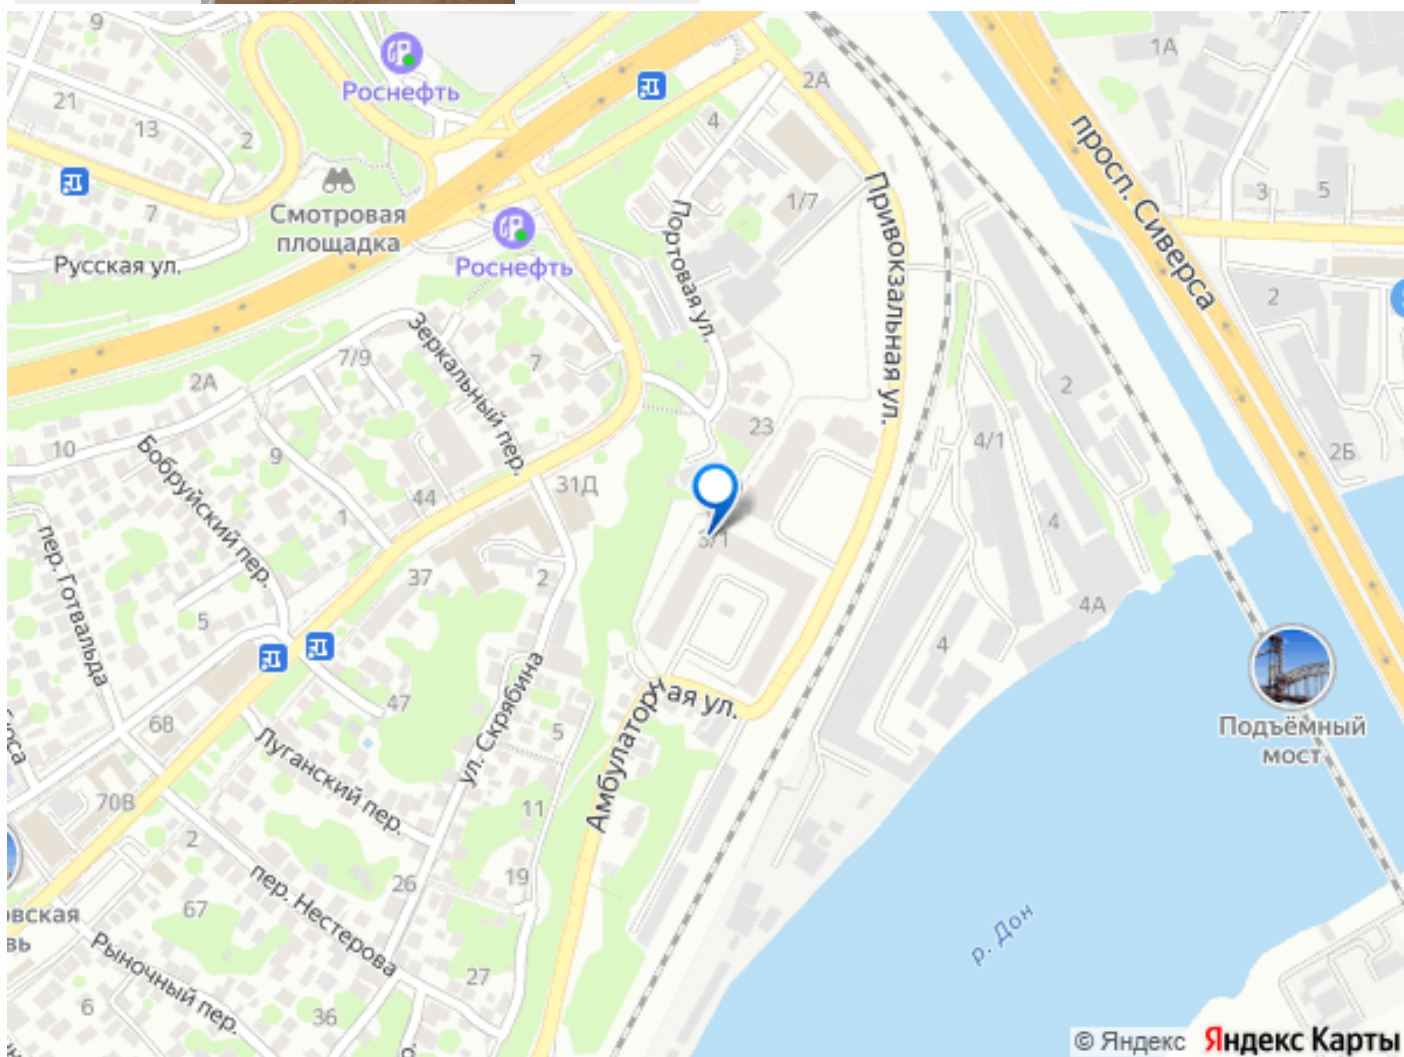 9
1А
Роснефть
2А
21
13
2
4
просп. Сиверса
3
5
Смотровая
площадка
7
1/7
Портовая ул.
Привокзальная ул.
Русская ул.
Роснефть
2
Зеркальный пер.
7/9
7
2А
2
23
4/1
2Б
10
Бобруйский пер.
9
44
31Д
1
3/1
4
пер. Готвальда
37
2
4А
5
4
47
ул. Скрябина
Амбулаторная ул.
68
5
Подъёмный
мост
Луганский пер.
70В
2
11
26
19
пер. Нестерова
67
вская
вь
Рыночный пер.
27
р. Дон
6
36
© Яндекс Яндекс Карты